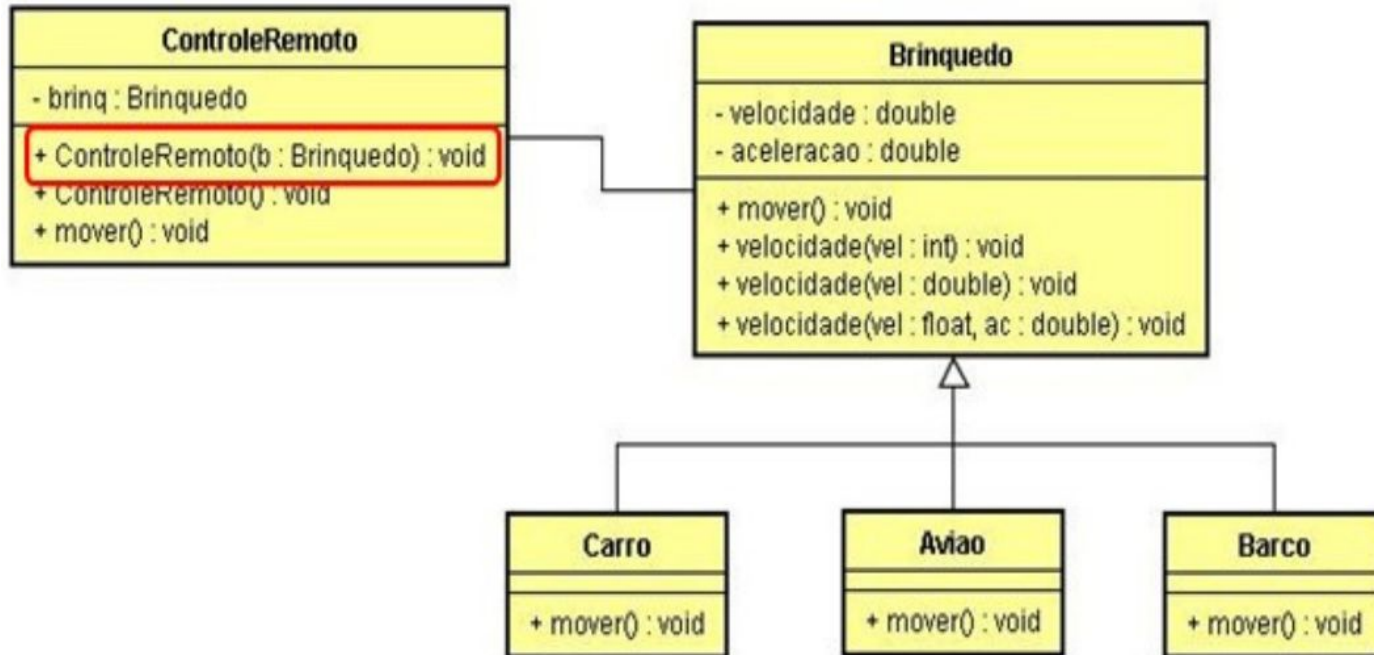 ControleRemoto
- brinq : Brinquedo
+ ControleRemoto(b : Brinquedo) : void
+ ControleRemoto() : void
+ mover() : void
Brinquedo
- velocidade : double
- aceleracao : double
+ mover() : void
+ velocidade(vel : int) : void
+ velocidade(vel : double) : void
+ velocidade(vel : float, ac : double) : void
Carro
+ mover() : void
Aviao
+ mover() : void
Barco
+ mover() : void